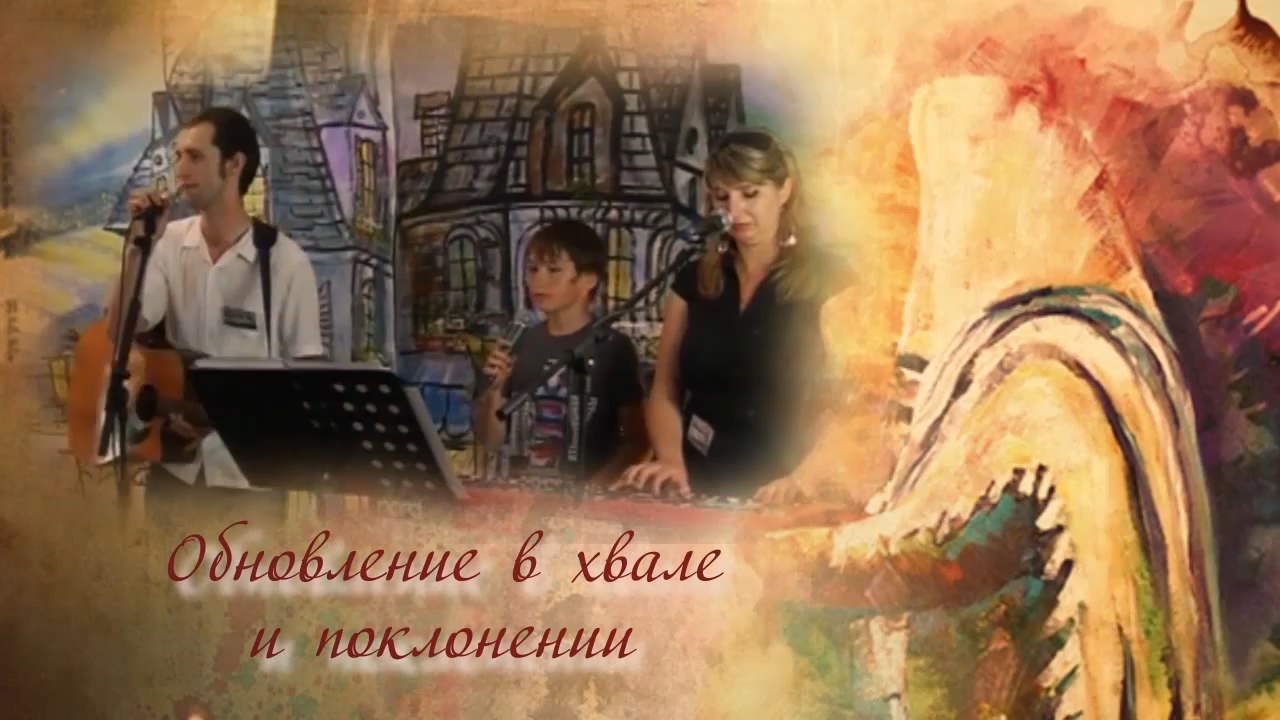 Обновление в хвале
и поклонении